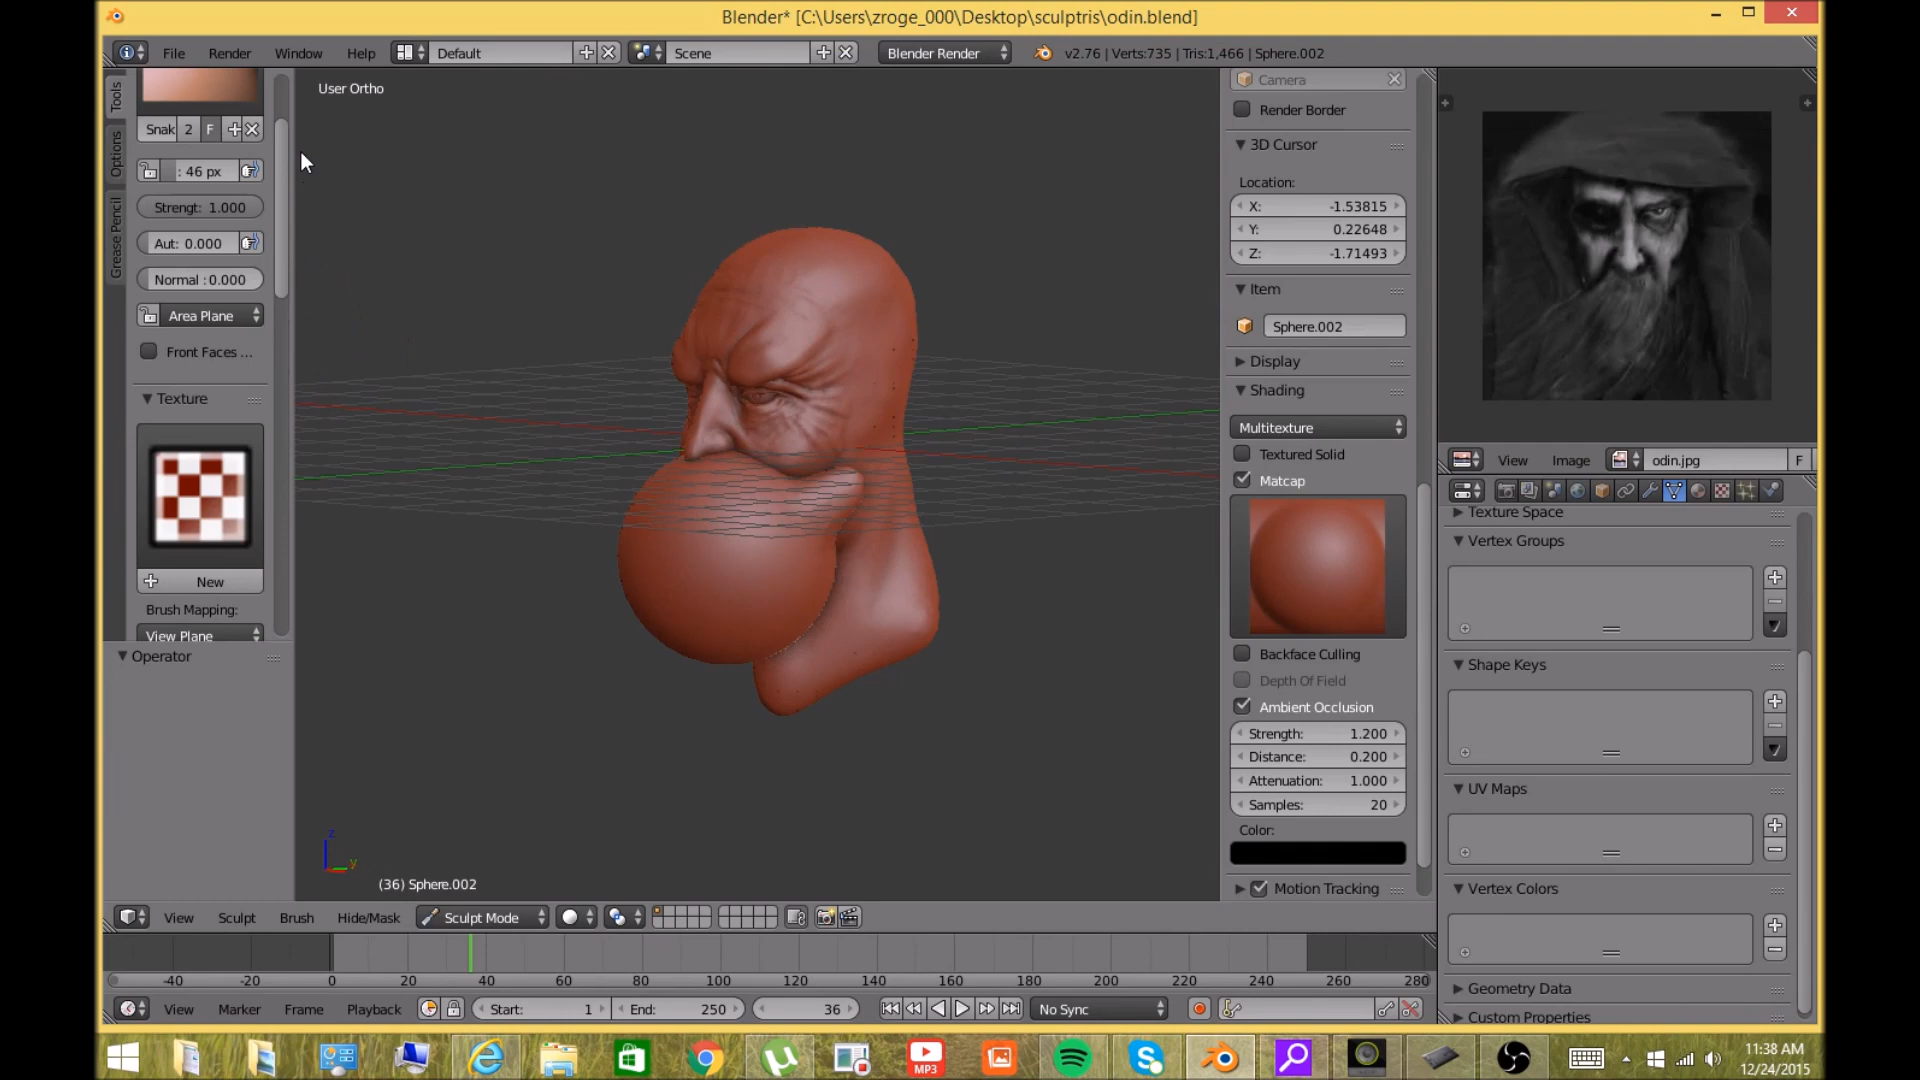 Blender* [C:\Users\zroge_000\Desktop\sculptris\odin.blend]
File Render Window Help Default Scene Blender Render v2.76 | Verts:735 | Tris:1,466 | Sphere.002
Tools
Options
Grease Pencil
Snak 2 F
: 46 px
Strengt: 1.000
Aut: 0.000
Normal : 0.000
Area Plane
Front Faces ...
Texture
New
Brush Mapping:
View Plane
Operator
User Ortho
z
y
(36) Sphere.002
Camera
Render Border
3D Cursor
Location:
X: -1.53815
Y: 0.22648
Z: -1.71493
Item
Sphere.002
Display
Shading
Multitexture
Textured Solid
Matcap
Backface Culling
Depth Of Field
Ambient Occlusion
Strength: 1.200
Distance: 0.200
Attenuation: 1.000
Samples: 20
Color:
Motion Tracking
View Image odin.jpg F
Texture Space
Vertex Groups
Shape Keys
UV Maps
Vertex Colors
Geometry Data
Custom Properties
View Sculpt Brush Hide/Mask Sculpt Mode
-40 -20 0 20 40 60 80 100 120 140 160 180 200 220 240 260 280
View Marker Frame Playback Start: 1 End: 250 36 No Sync
MP3
11:38 AM
12/24/2015